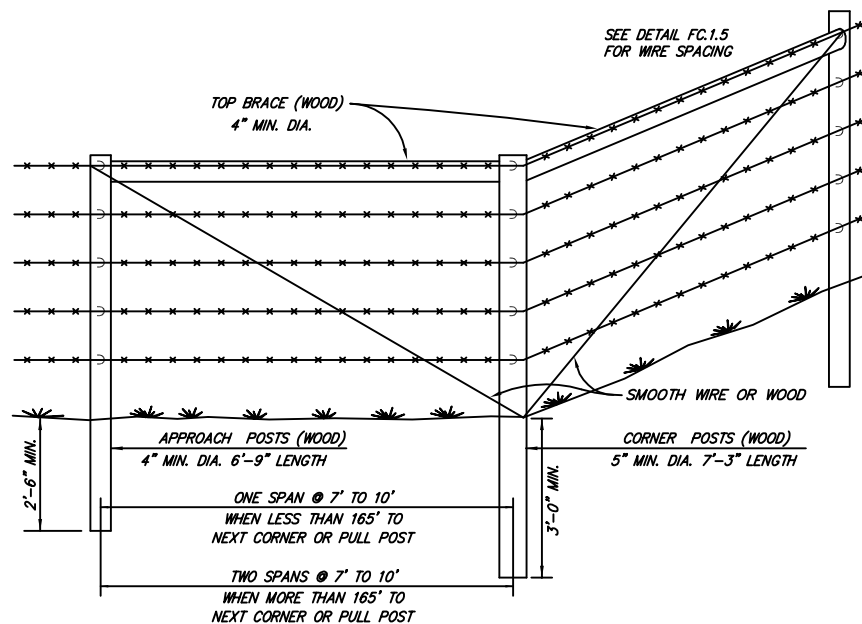 SEE DETAIL FC.1.5
FOR WIRE SPACING
TOP BRACE (WOOD)
4" MIN. DIA.
SMOOTH WIRE OR WOOD
2'-6" MIN.
APPROACH POSTS (WOOD)
4" MIN. DIA. 6'-9" LENGTH
CORNER POSTS (WOOD)
5" MIN. DIA. 7'-3" LENGTH
3'-0" MIN.
ONE SPAN @ 7' TO 10'
WHEN LESS THAN 165' TO
NEXT CORNER OR PULL POST
TWO SPANS @ 7' TO 10'
WHEN MORE THAN 165' TO
NEXT CORNER OR PULL POST